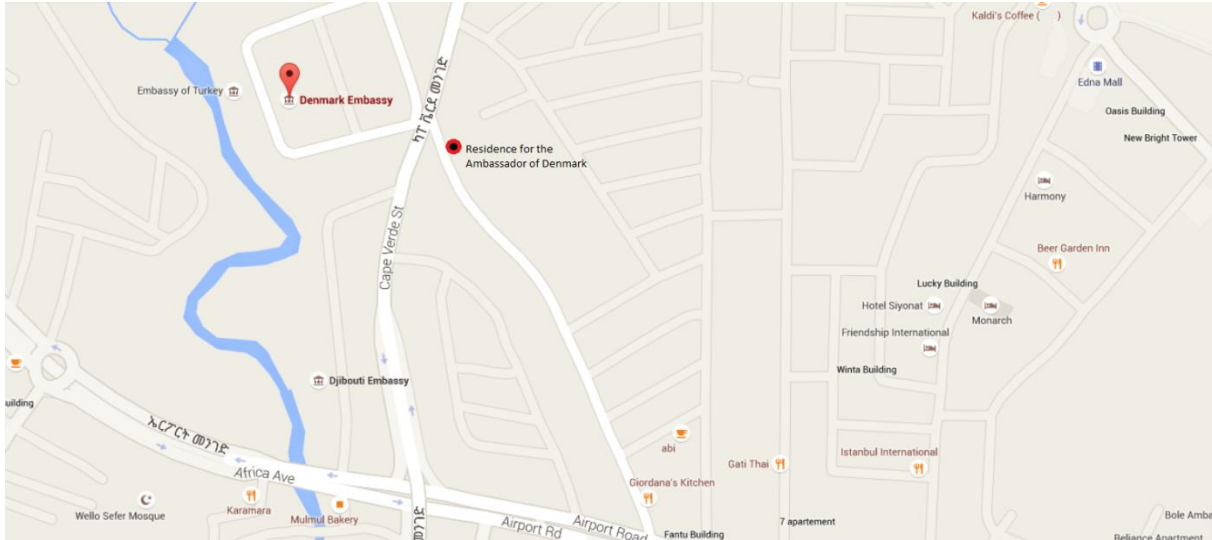 Kaldi's Coffee ( )
Edna Mall
Embassy of Turkey
Denmark Embassy
Oasis Building
New Bright Tower
Residence for the
Ambassador of Denmark
Harmony
Cape Verde St
Beer Garden Inn
Lucky Building
Hotel Siyonat
Monarch
Friendship International
Winta Building
Djibouti Embassy
uilding
ኤርፖርት መንገድ
abi
Istanbul International
Gati Thai
Africa Ave
Giordana's Kitchen
Karamara
Wello Sefer Mosque
Mulmul Bakery
Airport Rd
Airport Road
7 apartement
Fantu Building
Bole Amba
Reliance Apartment